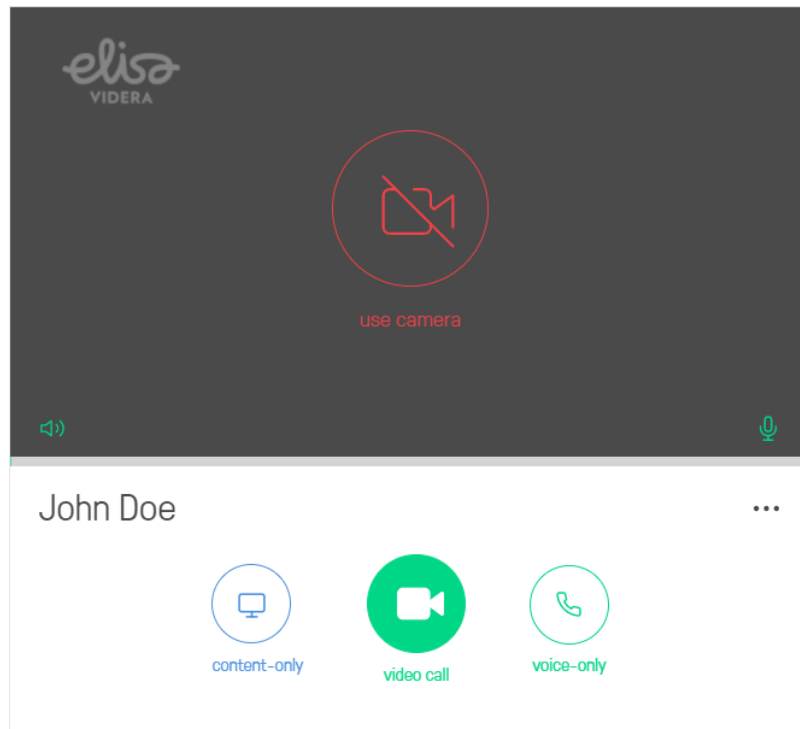 elisa
VIDERA
use camera
John Doe
content-only
video call
voice-only